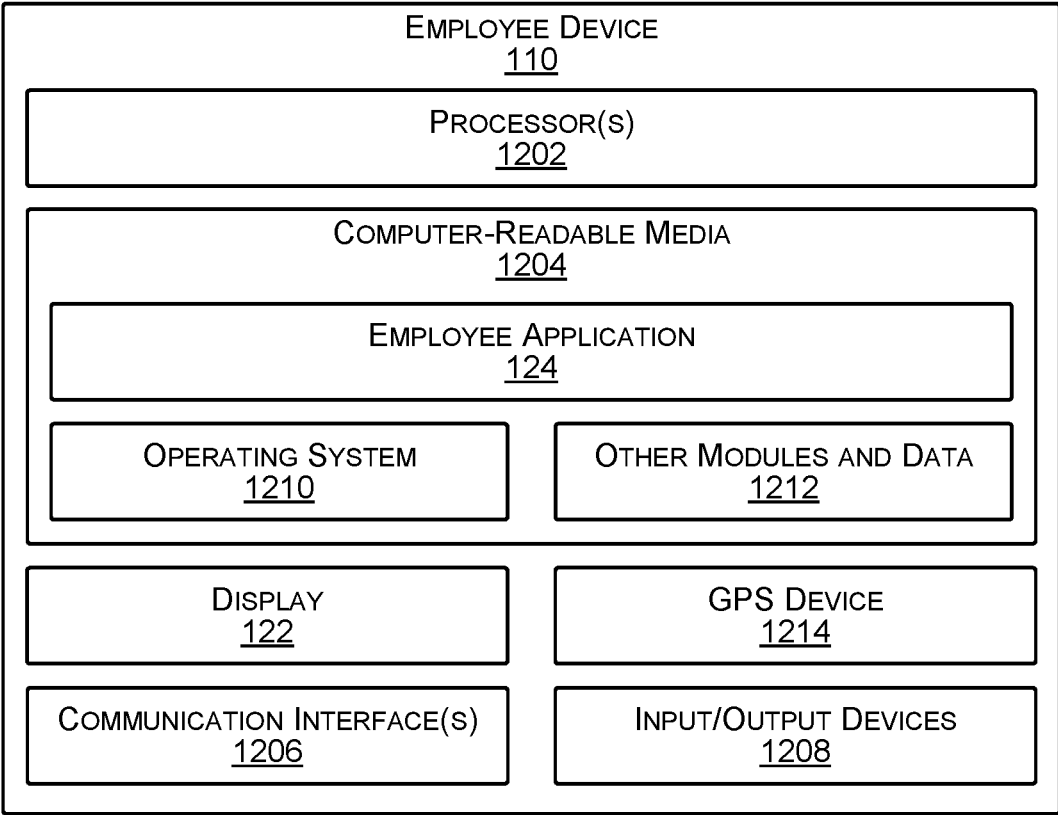 EMPLOYEE DEVICE
110
PROCESSOR(S)
1202
COMPUTER-READABLE MEDIA
1204
EMPLOYEE APPLICATION
124
OPERATING SYSTEM
1210
OTHER MODULES AND DATA
1212
DISPLAY
122
GPS DEVICE
1214
COMMUNICATION INTERFACE(S)
1206
INPUT/OUTPUT DEVICES
1208